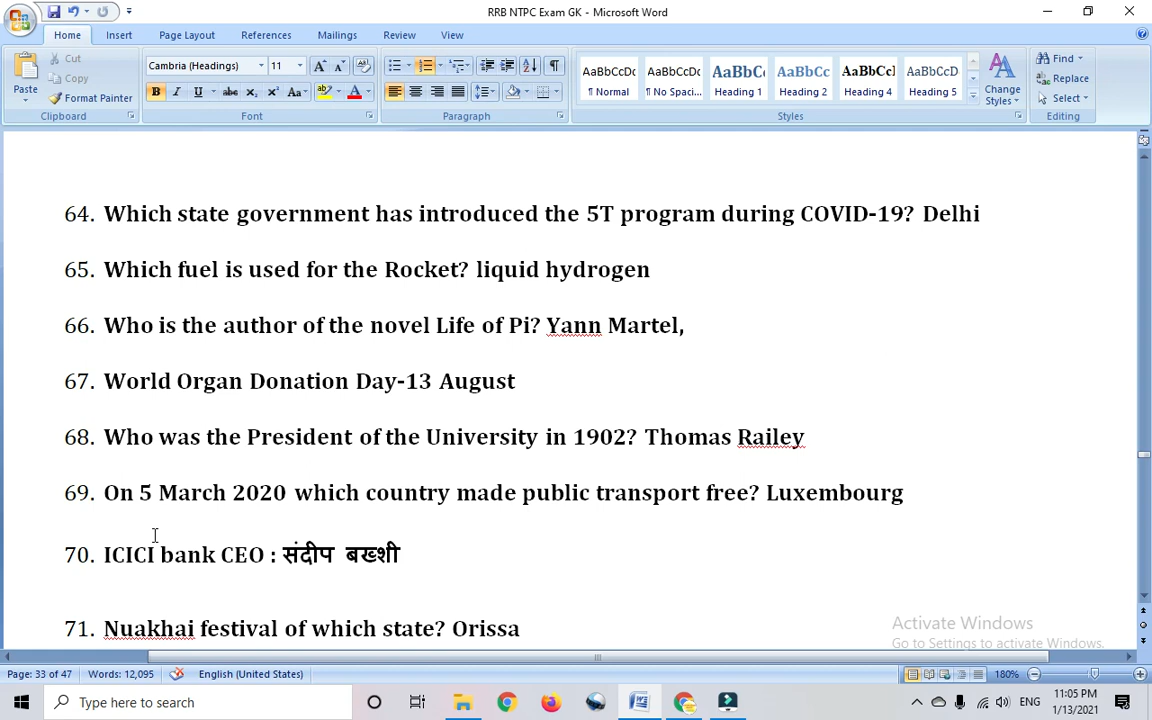 RRB NTPC Exam GK - Microsoft Word
Home Insert Page Layout References Mailings Review View
Paste
Cut
Copy
Format Painter
Clipboard
Cambria (Headings) 11
Font
Paragraph
AaBbCcDc AaBbCcDc AaBbC AaBbCc AaBbCcI AaBbCcD
¶ Normal ¶ No Spaci... Heading 1 Heading 2 Heading 4 Heading 5
Change Styles
Styles
Find
Replace
Select
Editing
64. Which state government has introduced the 5T program during COVID-19? Delhi
65. Which fuel is used for the Rocket? liquid hydrogen
66. Who is the author of the novel Life of Pi? Yann Martel,
67. World Organ Donation Day-13 August
68. Who was the President of the University in 1902? Thomas Railey
69. On 5 March 2020 which country made public transport free? Luxembourg
70. ICICI bank CEO : संदीप बख्शी
71. Nuakhai festival of which state? Orissa
Activate Windows
Go to Settings to activate Windows.
Page: 33 of 47 Words: 12,095 English (United States) 180%
Type here to search
ENG
11:05 PM
1/13/2021